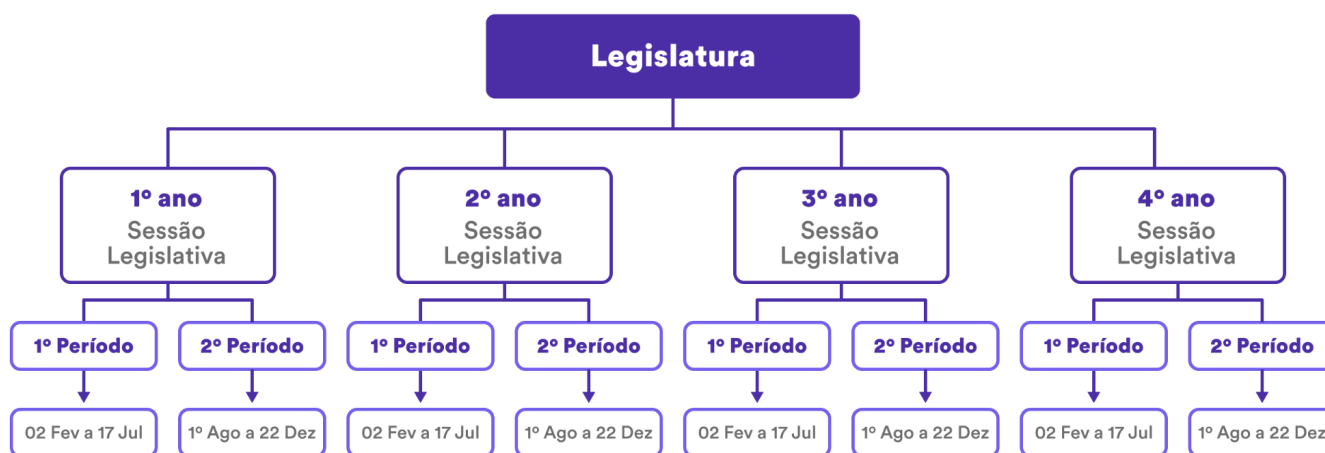 Legislatura
1º ano
Sessão
Legislativa
2º ano
Sessão
Legislativa
3º ano
Sessão
Legislativa
4º ano
Sessão
Legislativa
1º Período
2º Período
1º Período
2º Período
1º Período
2º Período
1º Período
2º Período
02 Fev a 17 Jul
1º Ago a 22 Dez
02 Fev a 17 Jul
1º Ago a 22 Dez
02 Fev a 17 Jul
1º Ago a 22 Dez
02 Fev a 17 Jul
1º Ago a 22 Dez